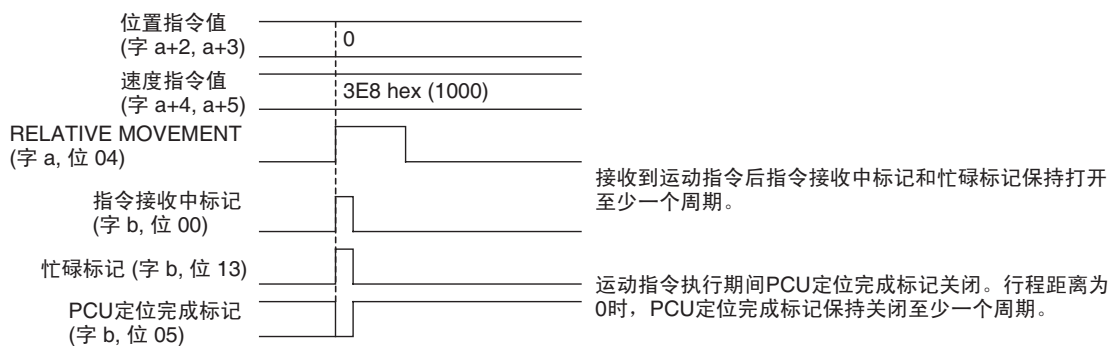 位置指令值
(字 a+2, a+3)
0
速度指令值
(字 a+4, a+5)
3E8 hex (1000)
RELATIVE MOVEMENT
(字 a, 位 04)
指令接收中标记
(字 b, 位 00)
接收到运动指令后指令接收中标记和忙碌标记保持打开
至少一个周期。
忙碌标记 (字 b, 位 13)
PCU定位完成标记
(字 b, 位 05)
运动指令执行期间PCU定位完成标记关闭。行程距离为
0时，PCU定位完成标记保持关闭至少一个周期。